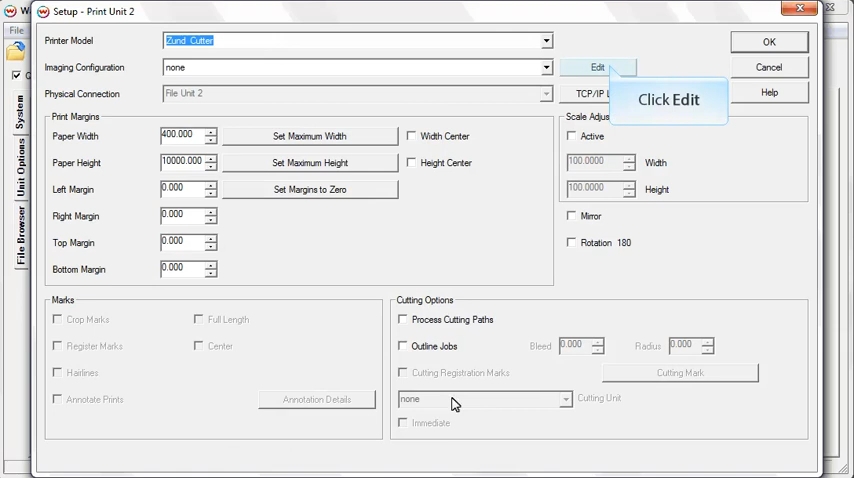 W
Setup - Print Unit 2
File
Printer Model
Zund Cutter
OK
Imaging Configuration
none
Edit
Cancel
Physical Connection
File Unit 2
TCP/IP
Help
Click Edit
System
Unit Options
File Browser
Print Margins
Paper Width
400.000
Set Maximum Width
Width Center
Paper Height
10000.000
Set Maximum Height
Height Center
Left Margin
0.000
Set Margins to Zero
Right Margin
0.000
Top Margin
0.000
Bottom Margin
0.000
Scale
Active
100.0000
Width
100.0000
Height
Mirror
Rotation 180
Marks
Crop Marks
Full Length
Register Marks
Center
Hairlines
Annotate Prints
Annotation Details
Cutting Options
Process Cutting Paths
Outline Jobs
Bleed
0.000
Radius
0.000
Cutting Registration Marks
Cutting Mark
none
Cutting Unit
Immediate